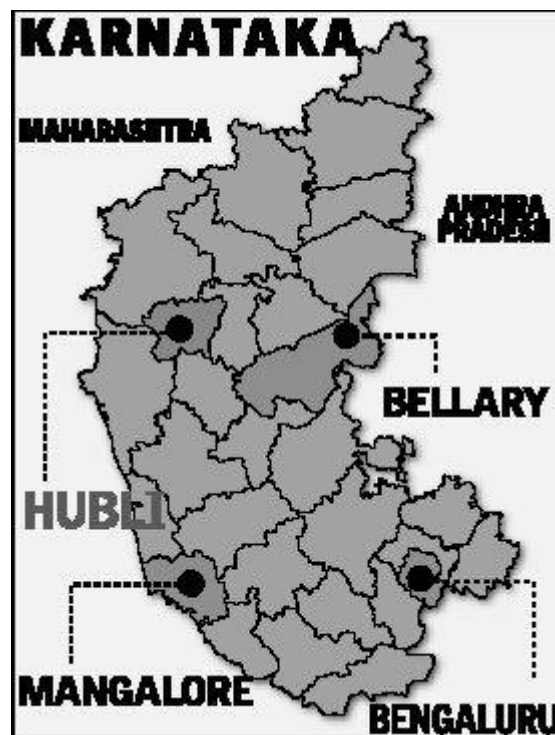 KARNATAKA
MAHARASHTRA
ANDHRA
PRADESH
BELLARY
HUBLI
MANGALORE
BENGALURU